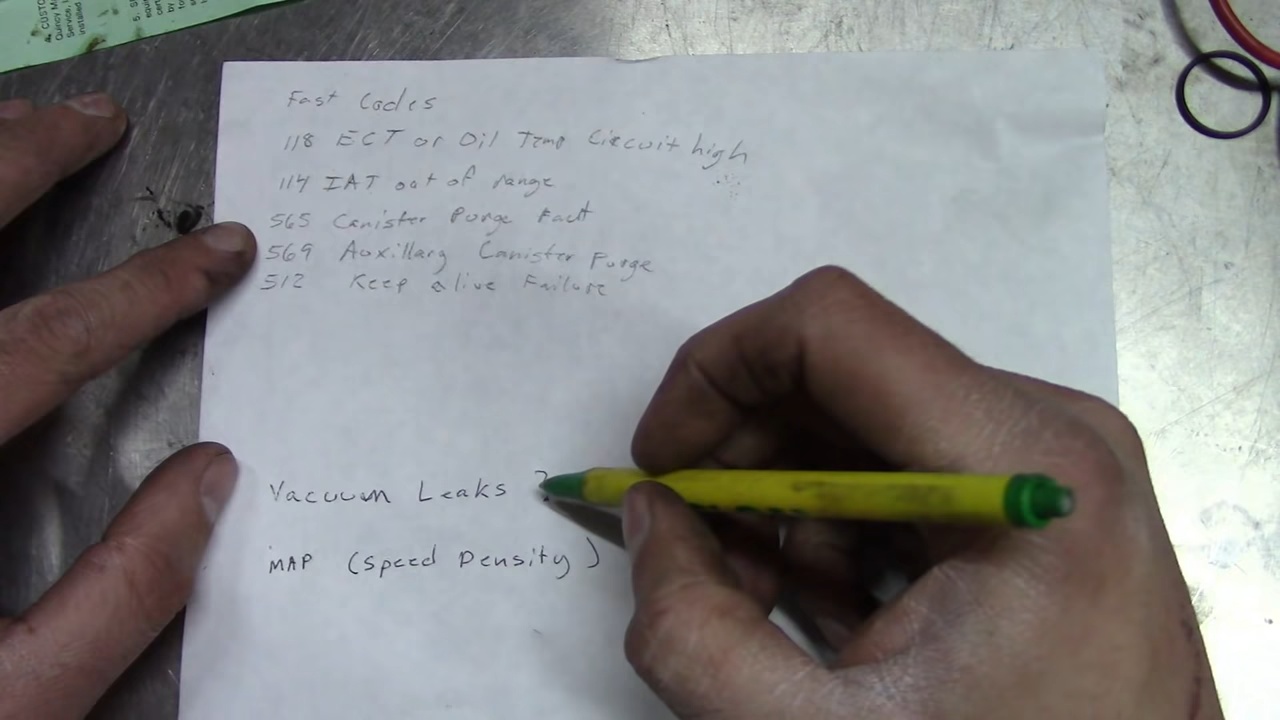 Fast Codes
118 ECT or Oil Temp Circuit high
114 IAT out of range
565 Canister Purge Fault
569 Auxillary Canister Purge
512 Keep alive Failure
Vacuum Leaks ?
MAP (Speed Density)